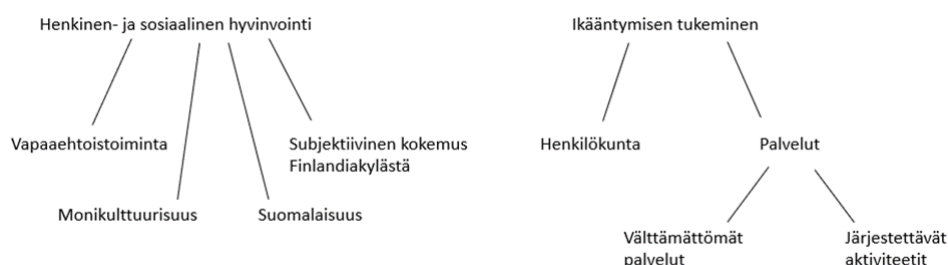 Henkinen- ja sosiaalinen hyvinvointi
Ikääntymisen tukeminen
Vapaaehtoistoiminta
Subjektiivinen kokemus
Finlandiakylästä
Henkilökunta
Palvelut
Monikulttuurisuus
Suomalaisuus
Välttämättömät
palvelut
Järjestettävät
aktiviteetit